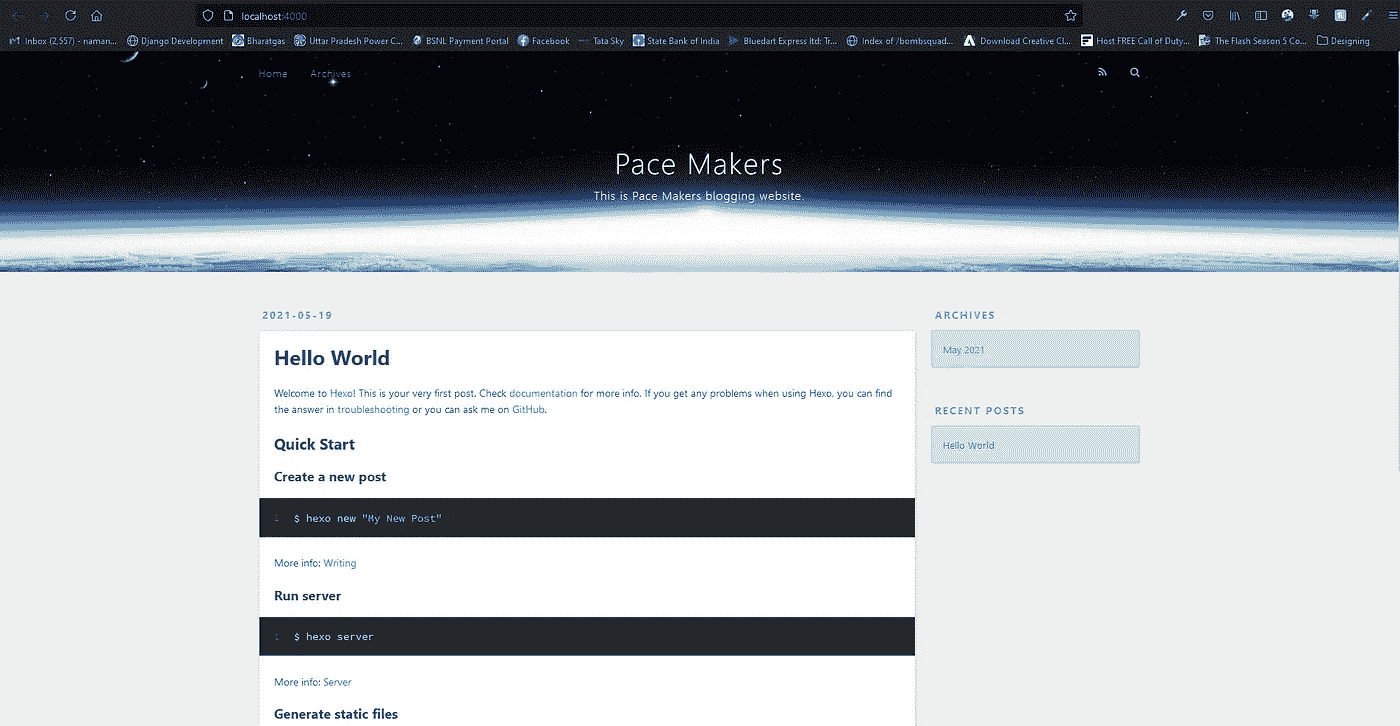 localhost:4000
Inbox (2,557) - naman... Django Development Bharatgas Uttar Pradesh Power C... BSNL Payment Portal Facebook Tata Sky State Bank of India Bluedart Express ltd: Tr... Index of /bombsquad... Download Creative Cl... Host FREE Call of Duty... The Flash Season 5 Co... Designing
Home Archives
Pace Makers
This is Pace Makers blogging website.
2021-05-19
Hello World
Welcome to Hexo! This is your very first post. Check documentation for more info. If you get any problems when using Hexo, you can find
the answer in troubleshooting or you can ask me on GitHub.
Quick Start
Create a new post
1 $ hexo new "My New Post"
More info: Writing
Run server
1 $ hexo server
More info: Server
Generate static files
ARCHIVES
May 2021
RECENT POSTS
Hello World